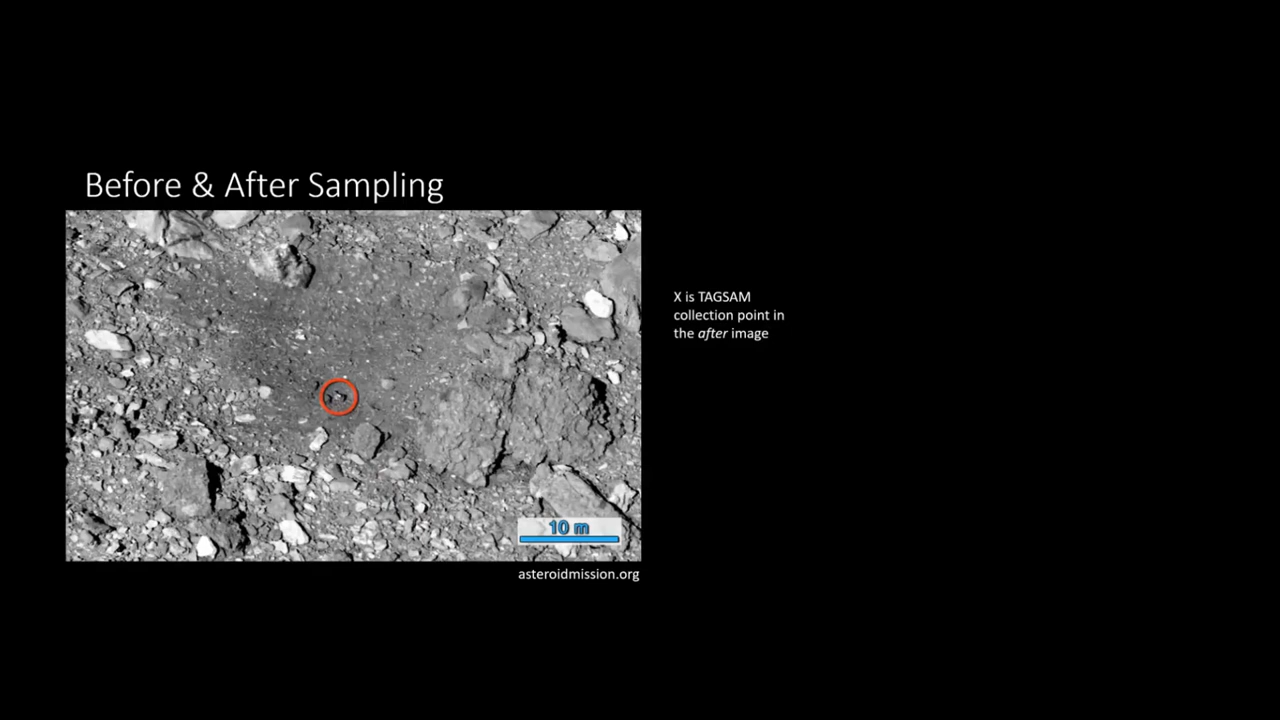 Before & After Sampling
X is TAGSAM
collection point in
the after image
10 m
asteroidmission.org